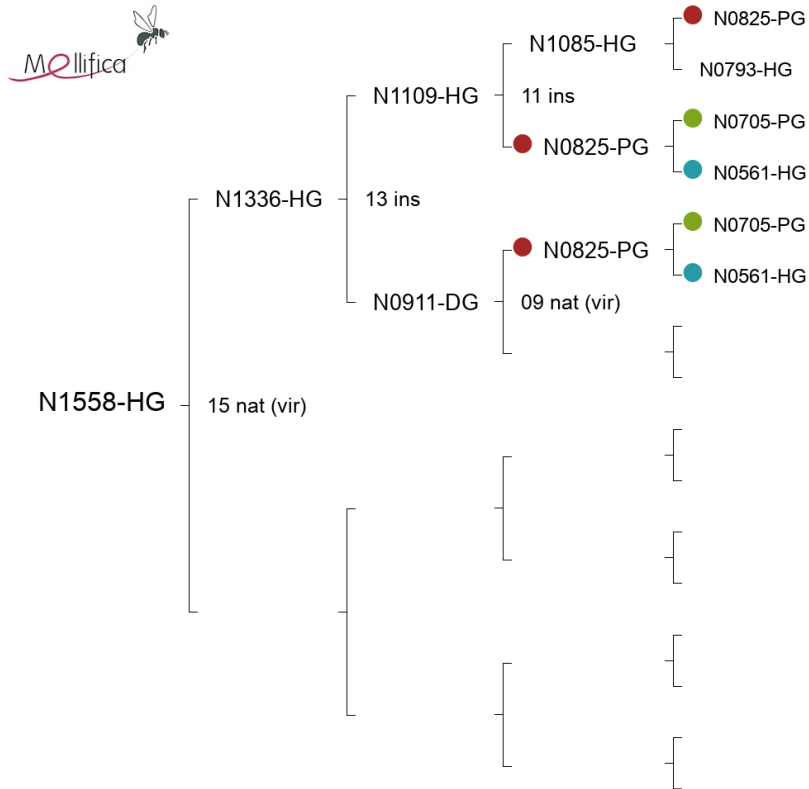 Mellifica
N0825-PG
N1085-HG
N0793-HG
N1109-HG
11 ins
N0705-PG
N0825-PG
N0561-HG
N1336-HG
13 ins
N0705-PG
N0825-PG
N0561-HG
N0911-DG
09 nat (vir)
N1558-HG
15 nat (vir)